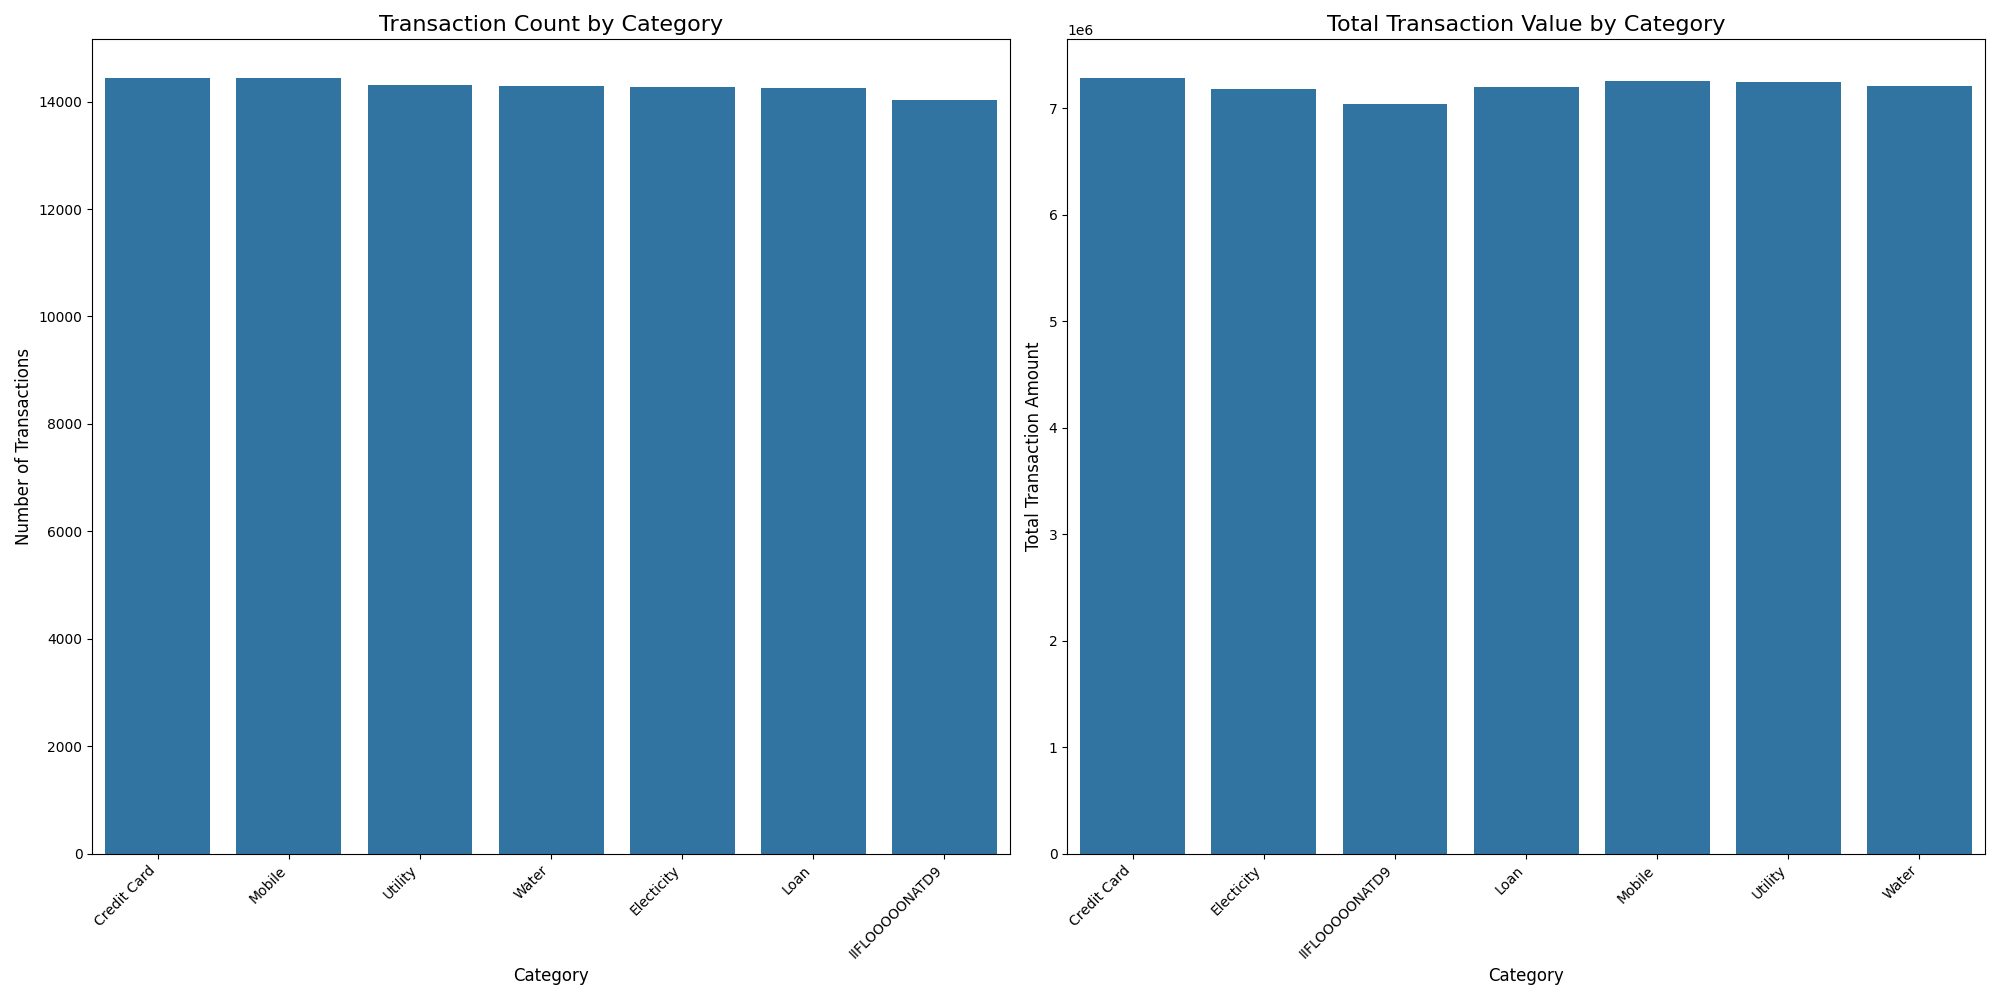 Transaction Count by Category
Number of Transactions
14000
12000
10000
8000
6000
4000
2000
0
Credit Card
Mobile
Utility
Water
Electicity
Loan
IIFLOOOOONATD9
Category
Total Transaction Value by Category
1e6
Total Transaction Amount
7
6
5
4
3
2
1
0
Credit Card
Electicity
IIFLOOOOONATD9
Loan
Mobile
Utility
Water
Category